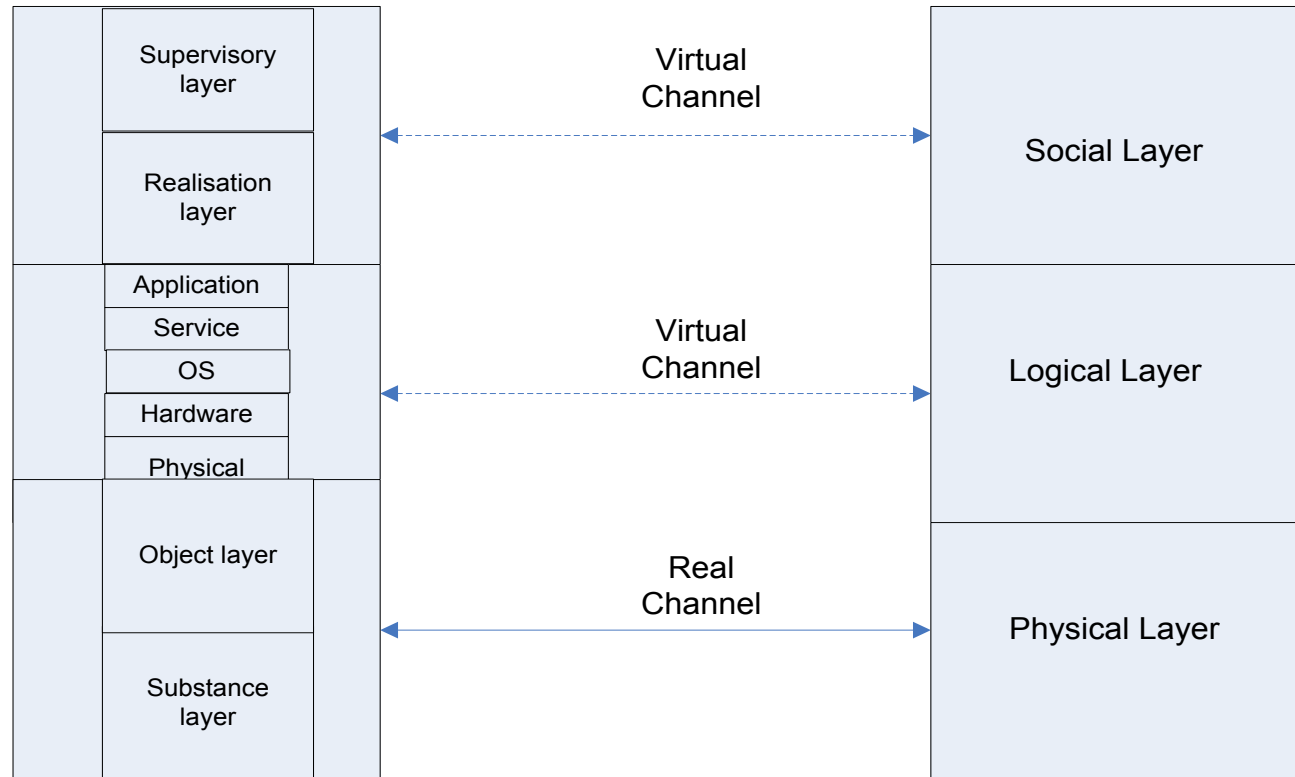 Supervisory
layer
Realisation
layer
Application
Service
OS
Hardware
Physical
Object layer
Substance
layer
Virtual
Channel
Virtual
Channel
Real
Channel
Social Layer
Logical Layer
Physical Layer